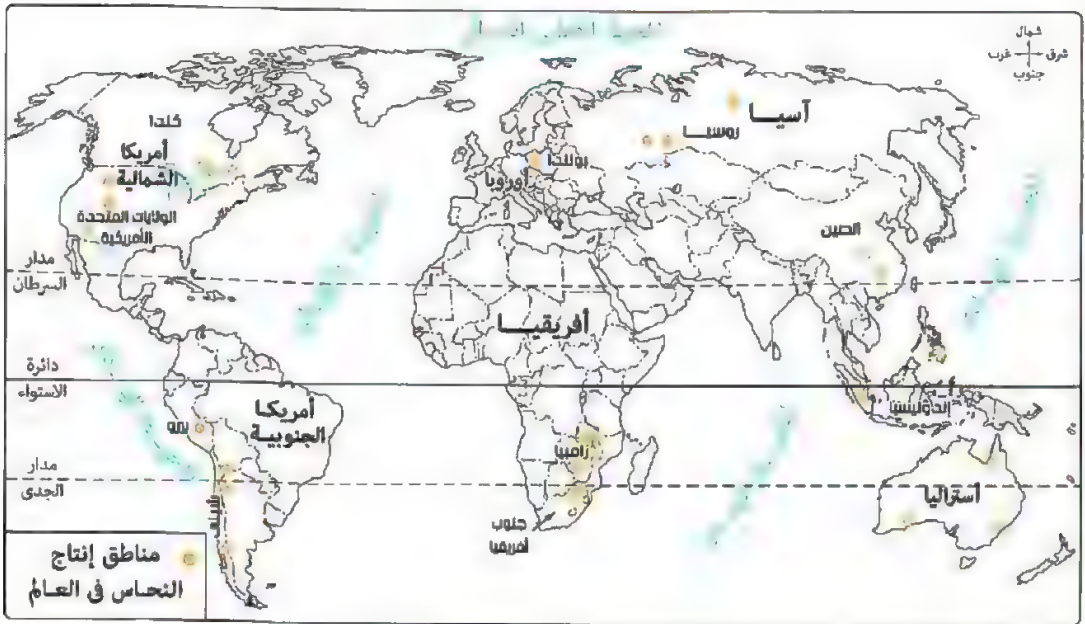 شمال
شرق
غرب
جنوب
آسيا
روسيا
كندا
أمريكا
الشمالية
بولندا
أوروبا
الولايات المتحدة
الأمريكية
الصين
مدار
السرطان
أفريقيا
دائرة
الاستواء
أمريكا
الجنوبية
بيرو
إندونيسيا
زامبيا
مدار
الجدى
شيلى
أستراليا
جنوب
أفريقيا
مناطق إنتاج
النحاس فى العالم